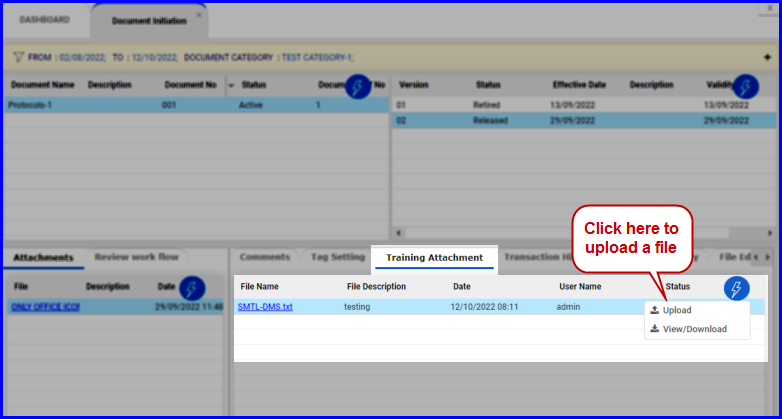 DASHBOARD
Document Initiation
x
FROM : 02/08/2022; TO : 12/10/2022; DOCUMENT CATEGORY : TEST CATEGORY-1;
Document Name Description Document No Status No
Protocols-1 001 Active 1
Version Status Effective Date Description Validity
01 Retired 13/09/2022 13/09/2022
02 Released 29/09/2022 29/09/2022
Click here to
upload a file
Attachments Review work flow
File Description Date
ONLY OFFICE ICO 29/09/2022 11:48
Comments Tag Setting Training Attachment Transaction File Ed
File Name File Description Date User Name Status
SMTL-DMS.txt testing 12/10/2022 08:11 admin
Upload
View/Download